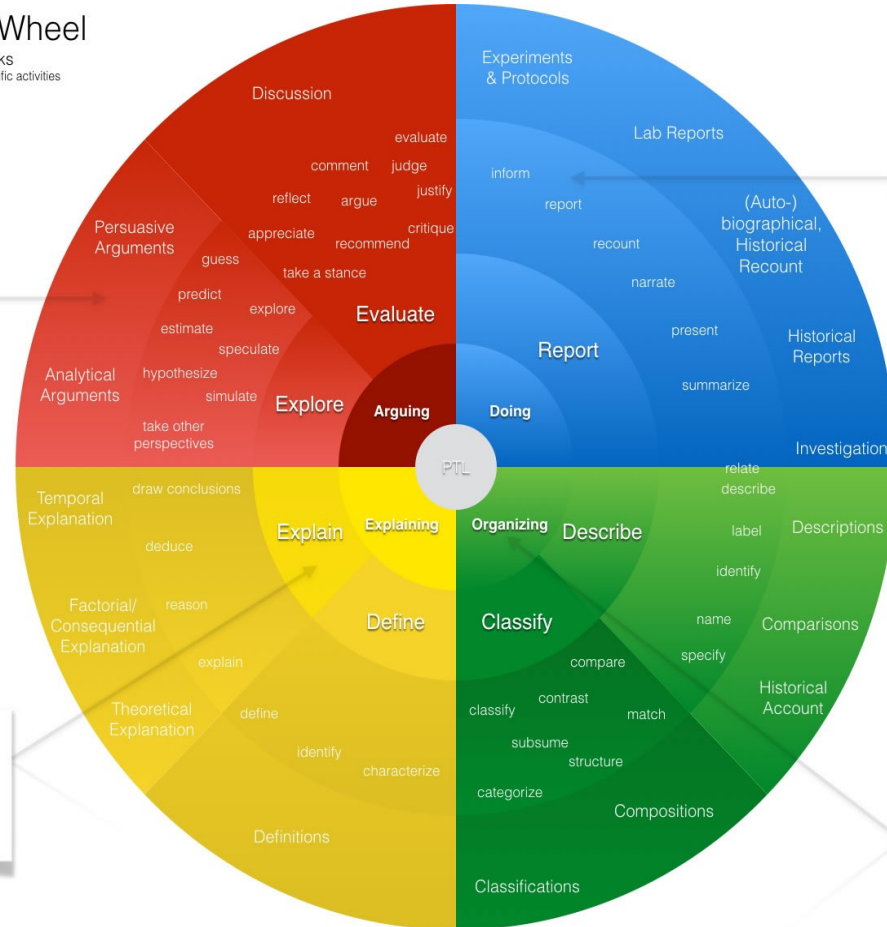 Wheel
ks
ific activities
Discussion
evaluate
comment judge
reflect argue justify
appreciate recommend critique
take a stance
Evaluate
Persuasive
Arguments
guess
predict
explore
estimate
speculate
Analytical
Arguments
hypothesize
simulate
take other
perspectives
Explore
Arguing
Experiments
& Protocols
Lab Reports
inform
report
(Auto-)
biographical,
Historical
Recount
recount
narrate
present
Historical
Reports
summarize
Report
Doing
Investigation
PTL
Temporal
Explanation
draw conclusions
deduce
Explain
Explaining
Factorial/
Consequential
Explanation
reason
explain
Theoretical
Explanation
Define
define
identify
characterize
Definitions
Organizing
Describe
relate
describe
label
identify
name
specify
Descriptions
Comparisons
Historical
Account
Classify
compare
contrast
classify
match
subsume
structure
categorize
Compositions
Classifications